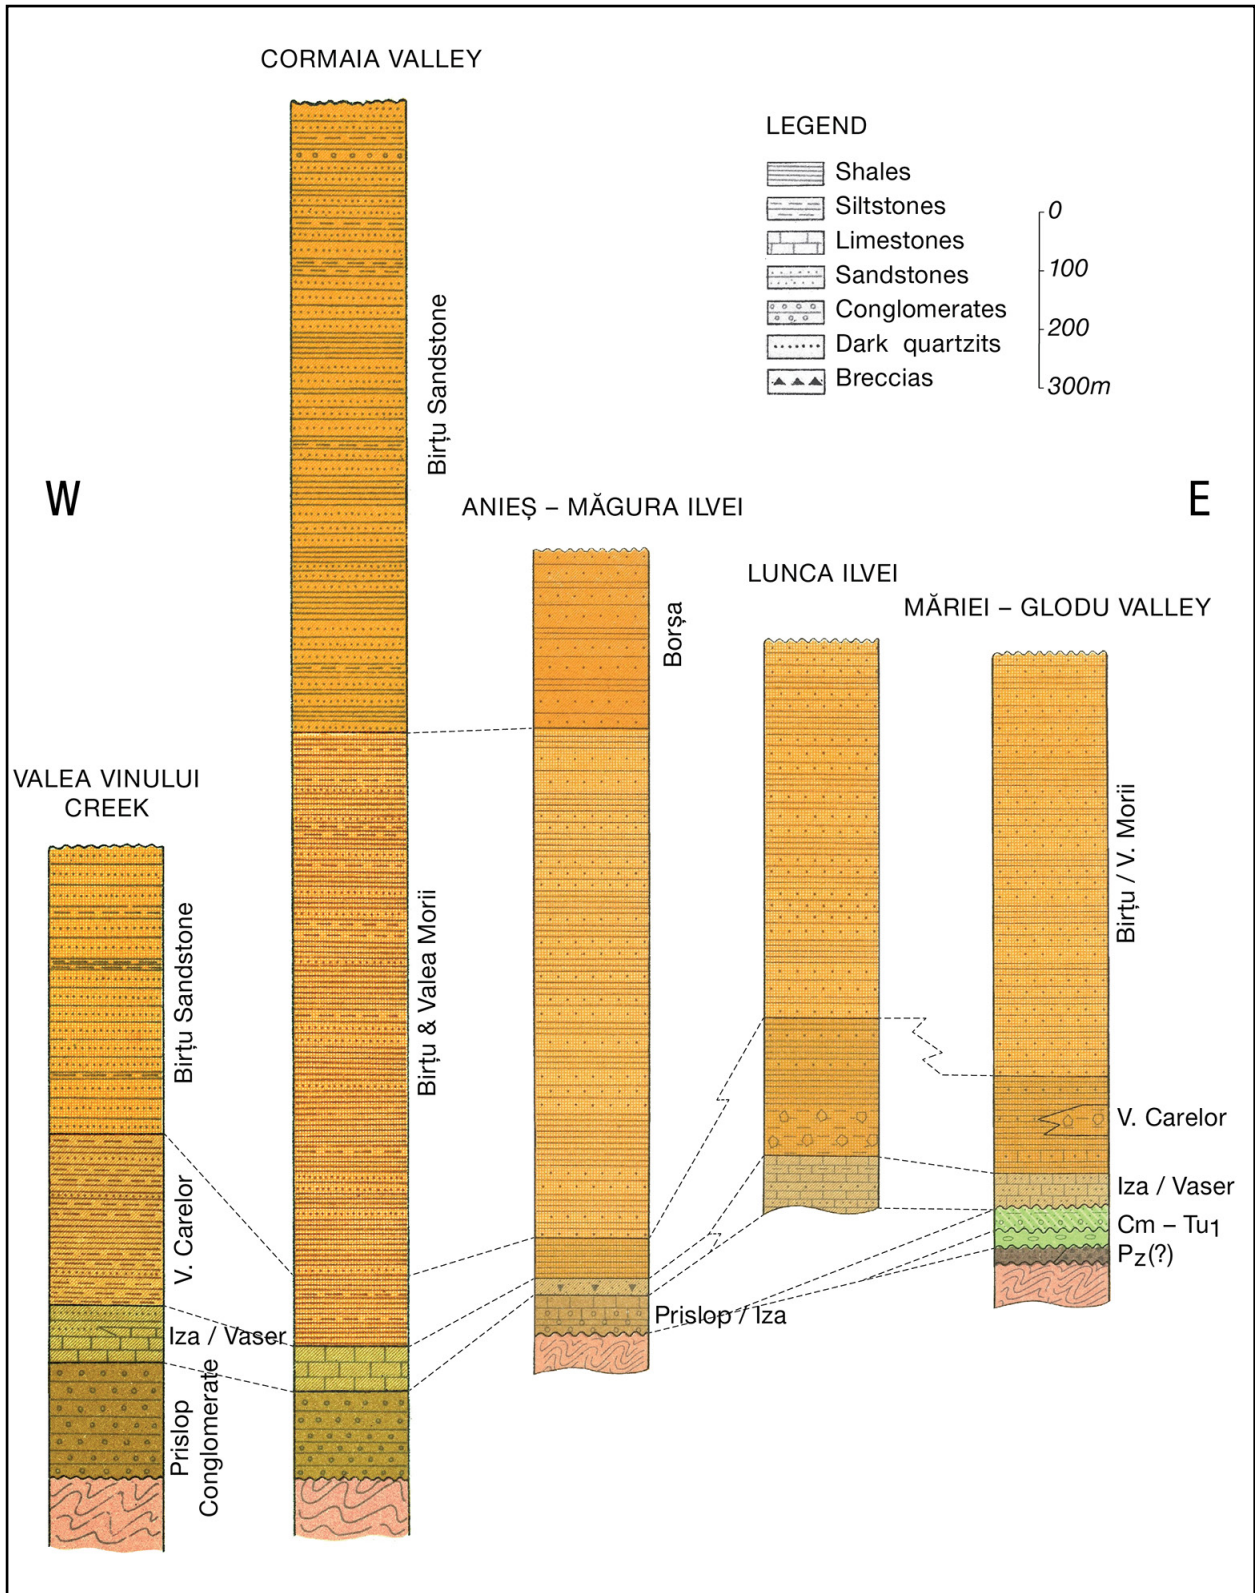 CORMAIA VALLEY
LEGEND
Shales
Siltstones
Limestones
Sandstones
Conglomerates
Dark quartzits
Breccias
0
100
200
300m
Birțu Sandstone
W
E
ANIEȘ – MĂGURA ILVEI
LUNCA ILVEI
MĂRIEI – GLODU VALLEY
Borșa
VALEA VINULUI
CREEK
Birțu Sandstone
Birțu & Valea Morii
Birțu / V. Morii
V. Carelor
V. Carelor
Iza / Vaser
Cm – Tu1
Pz(?)
Iza / Vaser
Prislop / Iza
Prislop
Conglomerate